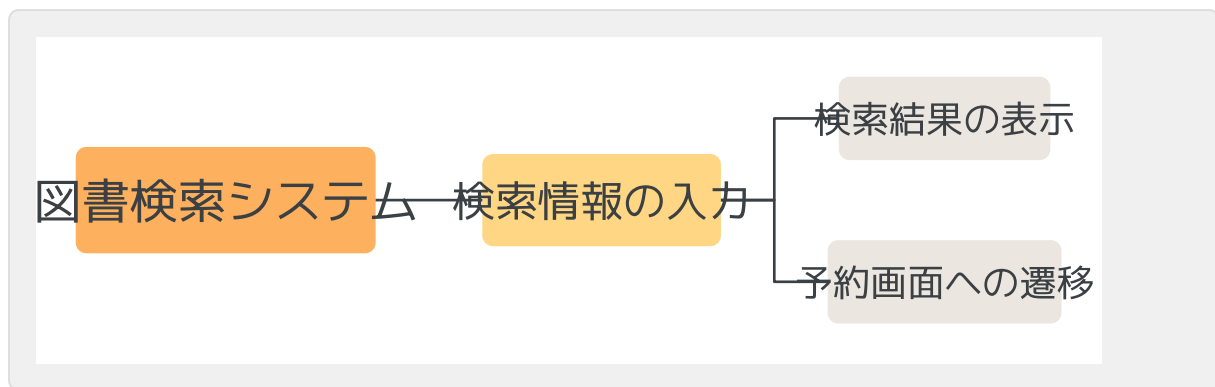 図書検索システム
検索情報の入力
検索結果の表示
予約画面への遷移